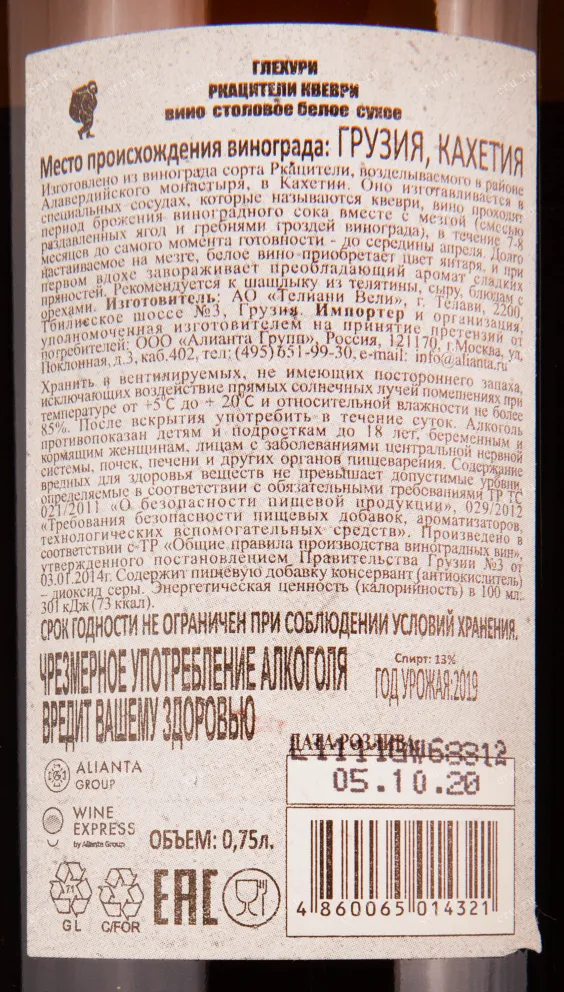 ГЛЕХУРИ
РКАЦИТЕЛИ КВЕВРИ
вино столовое белое сухое
Место происхождения винограда: ГРУЗИЯ, КАХЕТИЯ
Изготовлено из винограда сорта Ркацители, возделываемого в районе
Алавердийского монастыря, в Кахетии. Оно изготавливается в
специальных сосудах, которые называются квеври, вино проходит
период брожения виноградного сока вместе с мезгой (смесью
раздавленных ягод и гребнями гроздей винограда), в течение 7-8
месяцев до самого момента готовности - до середины апреля. Долго
настаиваемое на мезге, белое вино приобретает цвет янтаря, и при
первом вдохе завораживает преобладающий аромат сладких
пряностей. Рекомендуется к шашлыку из телятины, сыру, блюдам с
орехами. Изготовитель: АО «Телиани Вели», г. Телави, 2200,
Тбилисское шоссе №3, Грузия. Импортер и организация,
уполномоченная изготовителем на принятие претензий от
потребителей: ООО «Алианта Групп», Россия, 121170, г.Москва, ул.
Поклонная, д.3, каб.402, тел: (495) 651-99-30, e-mail: info@alianta.ru
Хранить в вентилируемых, не имеющих постороннего запаха,
исключающих воздействие прямых солнечных лучей помещениях при
температуре от +5°С до + 20°С и относительной влажности не более
85%. После вскрытия употребить в течение суток. Алкоголь
противопоказан детям и подросткам до 18 лет, беременным и
кормящим женщинам, лицам с заболеваниями центральной нервной
системы, почек, печени и других органов пищеварения. Содержание
вредных для здоровья веществ не превышает допустимые уровни,
определяемые в соответствии с обязательными требованиями ТР ТС
021/2011 «О безопасности пищевой продукции», 029/2012
«Требования безопасности пищевых добавок, ароматизаторов,
технологических вспомогательных средств». Произведено в
соответствии с ТР «Общие правила производства виноградных вин»,
утвержденного постановлением Правительства Грузии №3 от
03.01.2014г. Содержит пищевую добавку консервант (антиокислитель)
– диоксид серы. Энергетическая ценность (калорийность) в 100 мл:
301 кДж (73 ккал).
СРОК ГОДНОСТИ НЕ ОГРАНИЧЕН ПРИ СОБЛЮДЕНИИ УСЛОВИЙ ХРАНЕНИЯ.
ЧРЕЗМЕРНОЕ УПОТРЕБЛЕНИЕ АЛКОГОЛЯ
ВРЕДИТ ВАШЕМУ ЗДОРОВЬЮ
Спирт: 13%
ГОД УРОЖАЯ:2019
ДАТА РОЗЛИВА:
05.10.20
ALIANTA
GROUP
WINE
EXPRESS
by Alianta Group
ОБЪЕМ: 0,75л.
71
GL
C/FOR
EAC
4 860065 014321